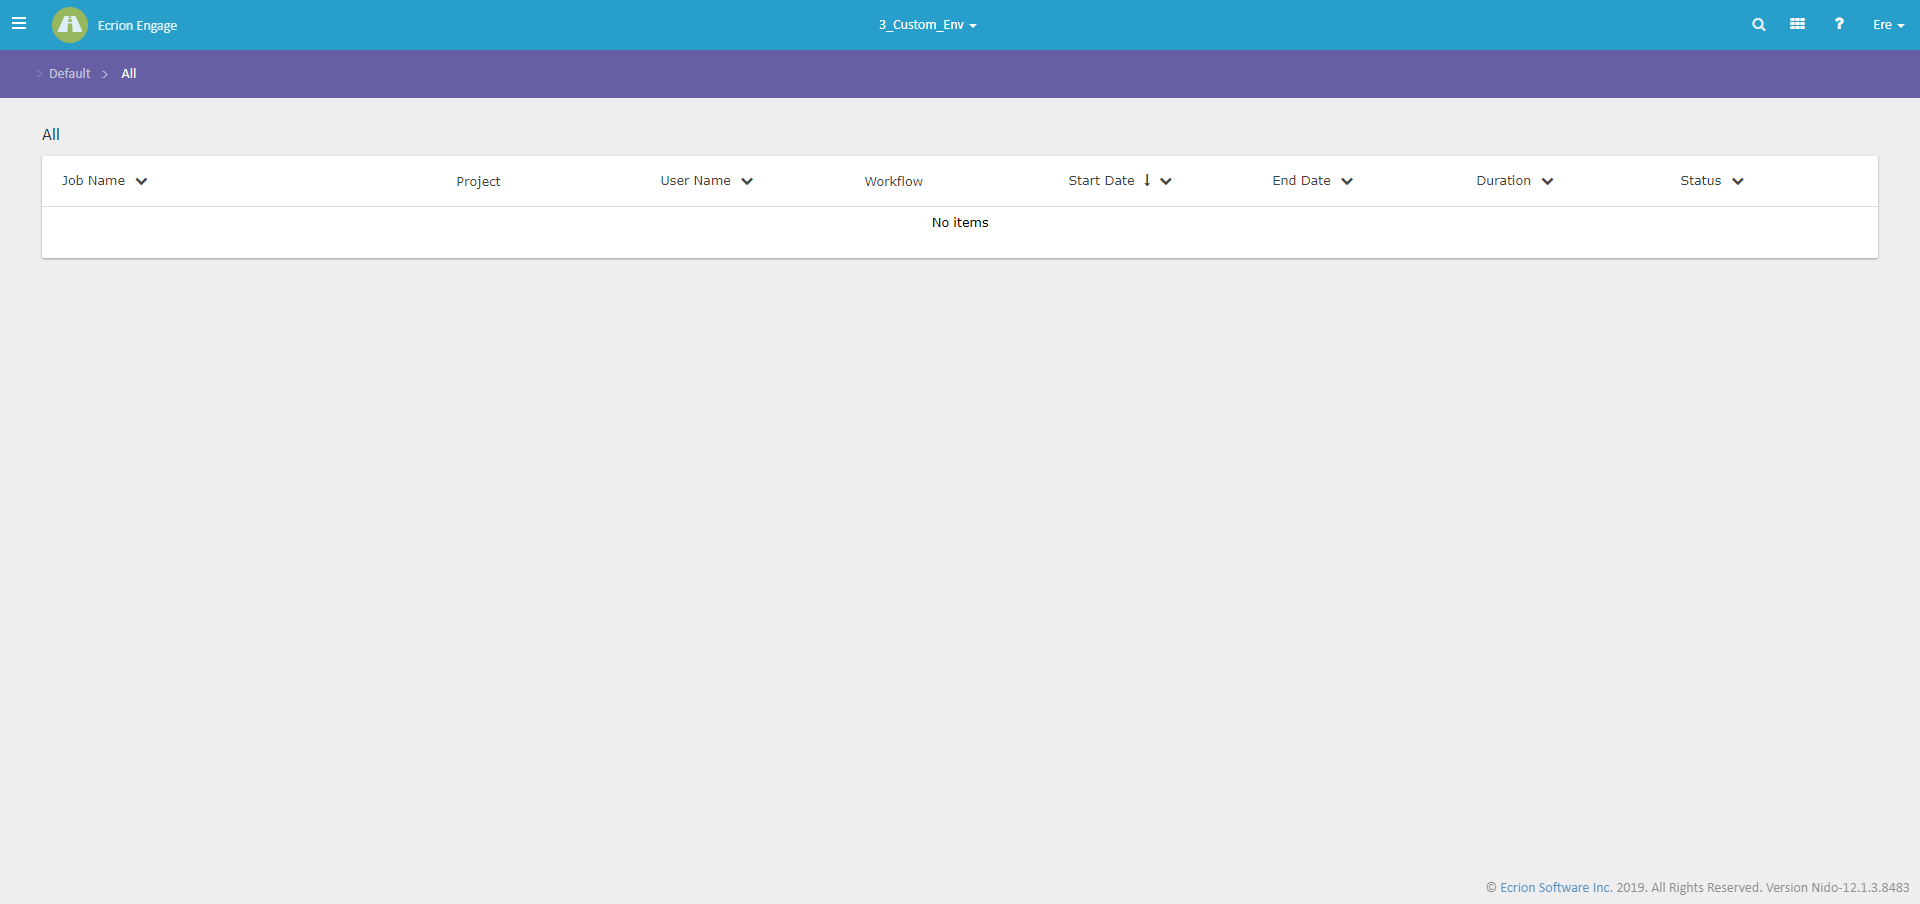 Ecrion Engage 3_Custom_Env ? Ere
Default > All
All
Job Name Project User Name Workflow Start Date End Date Duration Status
No items
© Ecrion Software Inc. 2019. All Rights Reserved. Version Nido-12.1.3.8483